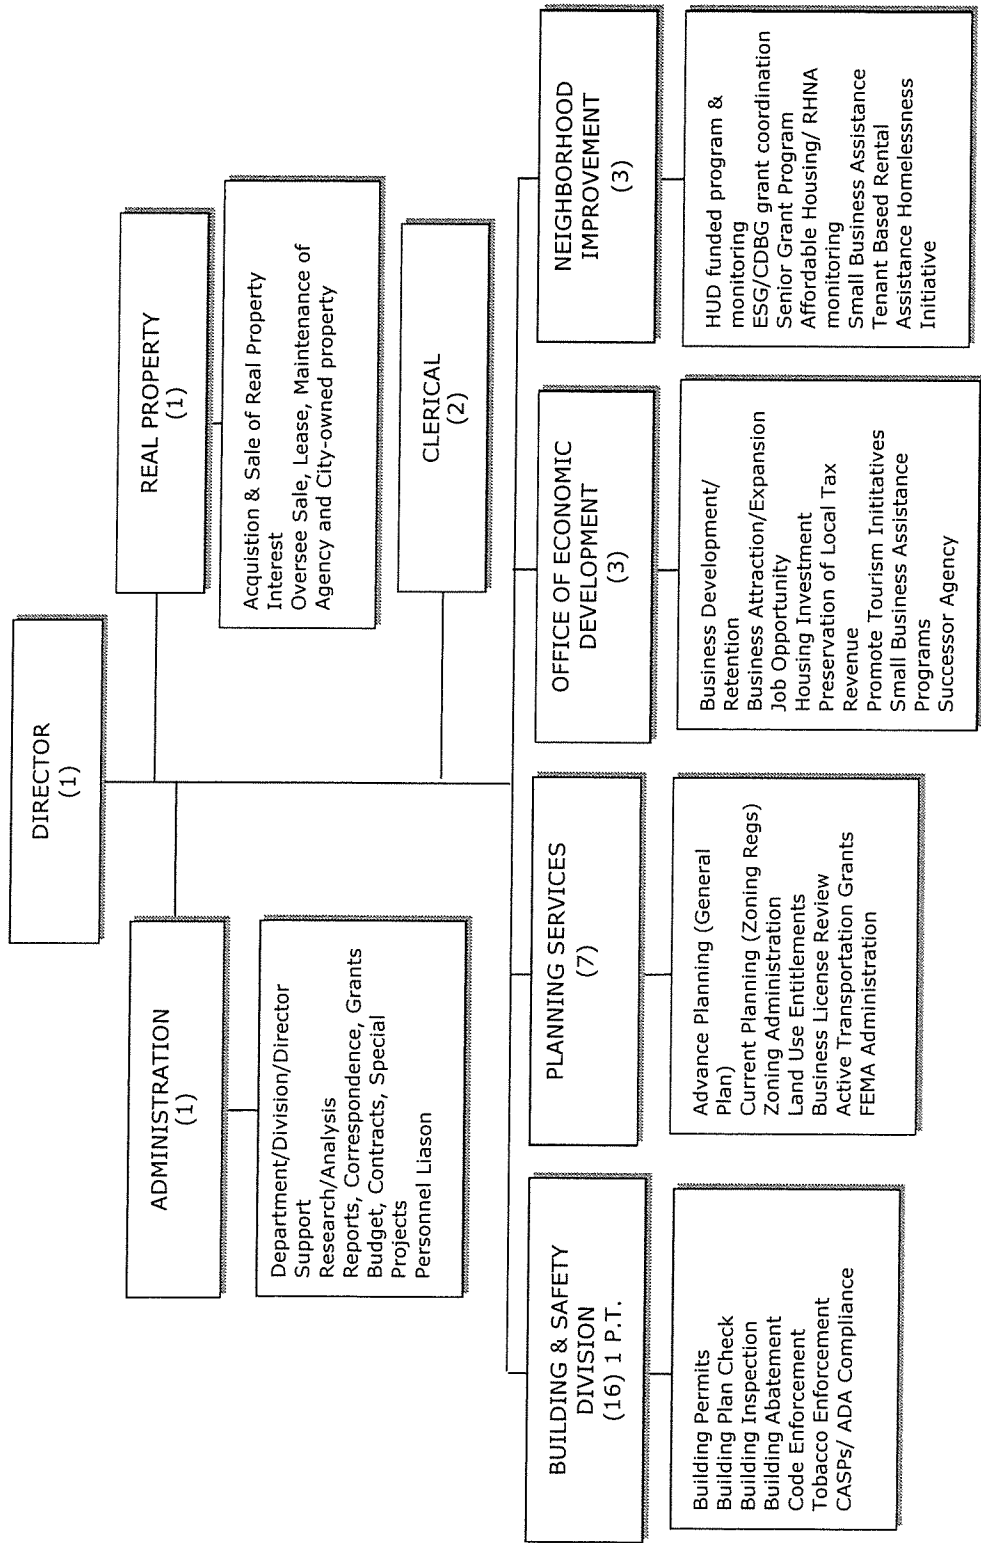 DIRECTOR
(1)
ADMINISTRATION
(1)
Department/Division/Director
Support
Research/Analysis
Reports, Correspondence, Grants
Budget, Contracts, Special
Projects
Personnel Liason
REAL PROPERTY
(1)
Acquistion & Sale of Real Property
Interest
Oversee Sale, Lease, Maintenance of
Agency and City-owned property
CLERICAL
(2)
BUILDING & SAFETY
DIVISION
(16) 1 P.T.
Building Permits
Building Plan Check
Building Inspection
Building Abatement
Code Enforcement
Tobacco Enforcement
CASPs/ ADA Compliance
PLANNING SERVICES
(7)
Advance Planning (General
Plan)
Current Planning (Zoning Regs)
Zoning Administration
Land Use Entitlements
Business License Review
Active Transportation Grants
FEMA Administration
OFFICE OF ECONOMIC
DEVELOPMENT
(3)
Business Development/
Retention
Business Attraction/Expansion
Job Opportunity
Housing Investment
Preservation of Local Tax
Revenue
Promote Tourism Inititatives
Small Business Assistance
Programs
Successor Agency
NEIGHBORHOOD
IMPROVEMENT
(3)
HUD funded program &
monitoring
ESG/CDBG grant coordination
Senior Grant Program
Affordable Housing/ RHNA
monitoring
Small Business Assistance
Tenant Based Rental
Assistance Homelessness
Initiative